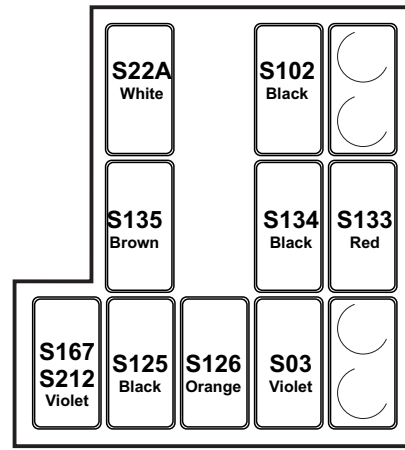 S22A
White
S102
Black
S135
Brown
S134
Black
S133
Red
S167
S212
Violet
S125
Black
S126
Orange
S03
Violet